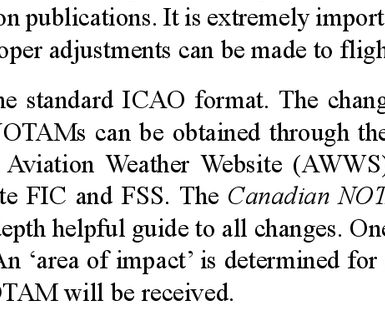 on publications. It is extremely import
oper adjustments can be made to fligh
ne standard ICAO format. The chang
NOTAMs can be obtained through the
Aviation Weather Website (AWWS)
te FIC and FSS. The Canadian NOT
depth helpful guide to all changes. One
An ‘area of impact’ is determined for
OTAM will be received.